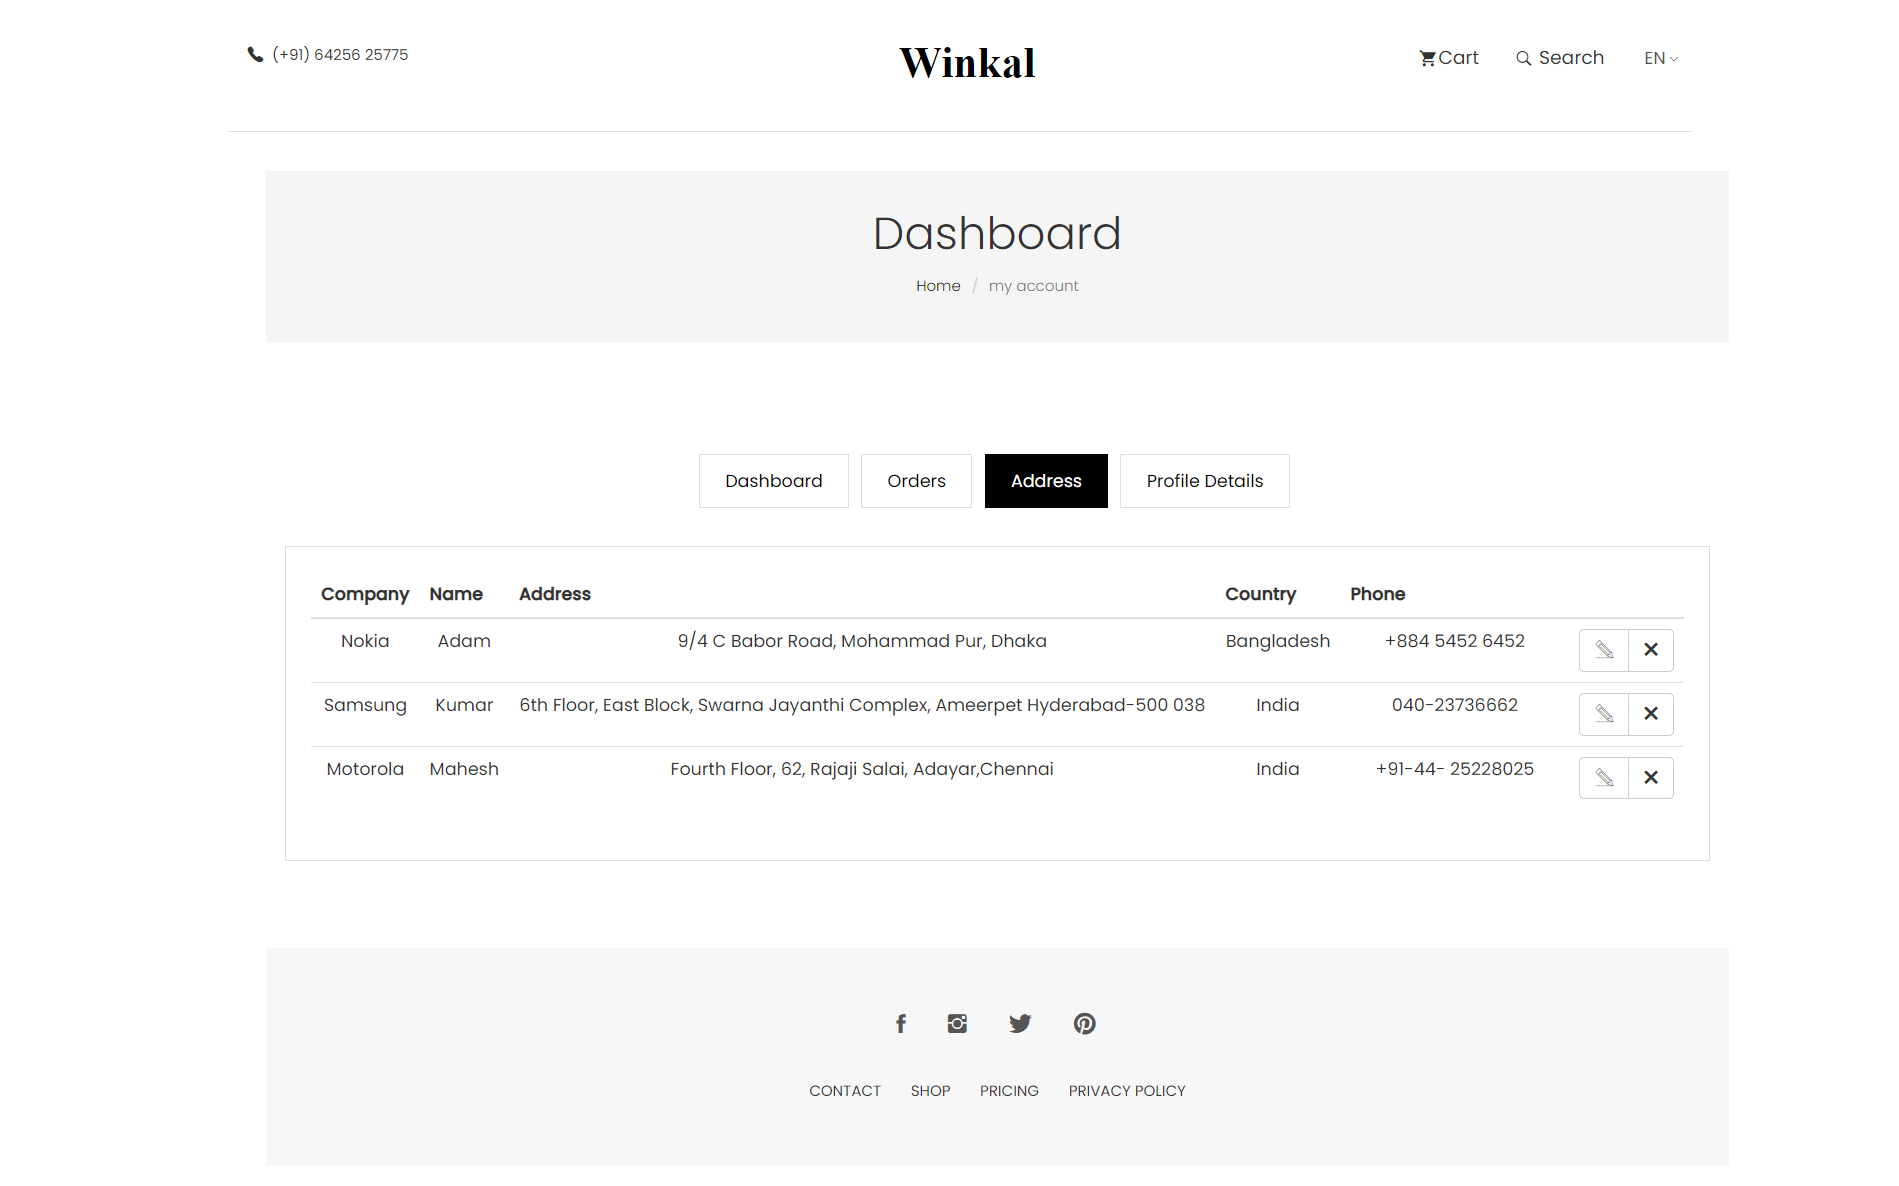 (+91) 64256 25775
Winkal
Cart
Search
EN
Dashboard
Home / my account
Dashboard
Orders
Address
Profile Details
Company Name Address Country Phone
Nokia Adam 9/4 C Babor Road, Mohammad Pur, Dhaka Bangladesh +884 5452 6452
Samsung Kumar 6th Floor, East Block, Swarna Jayanthi Complex, Ameerpet Hyderabad-500 038 India 040-23736662
Motorola Mahesh Fourth Floor, 62, Rajaji Salai, Adayar,Chennai India +91-44- 25228025
CONTACT SHOP PRICING PRIVACY POLICY